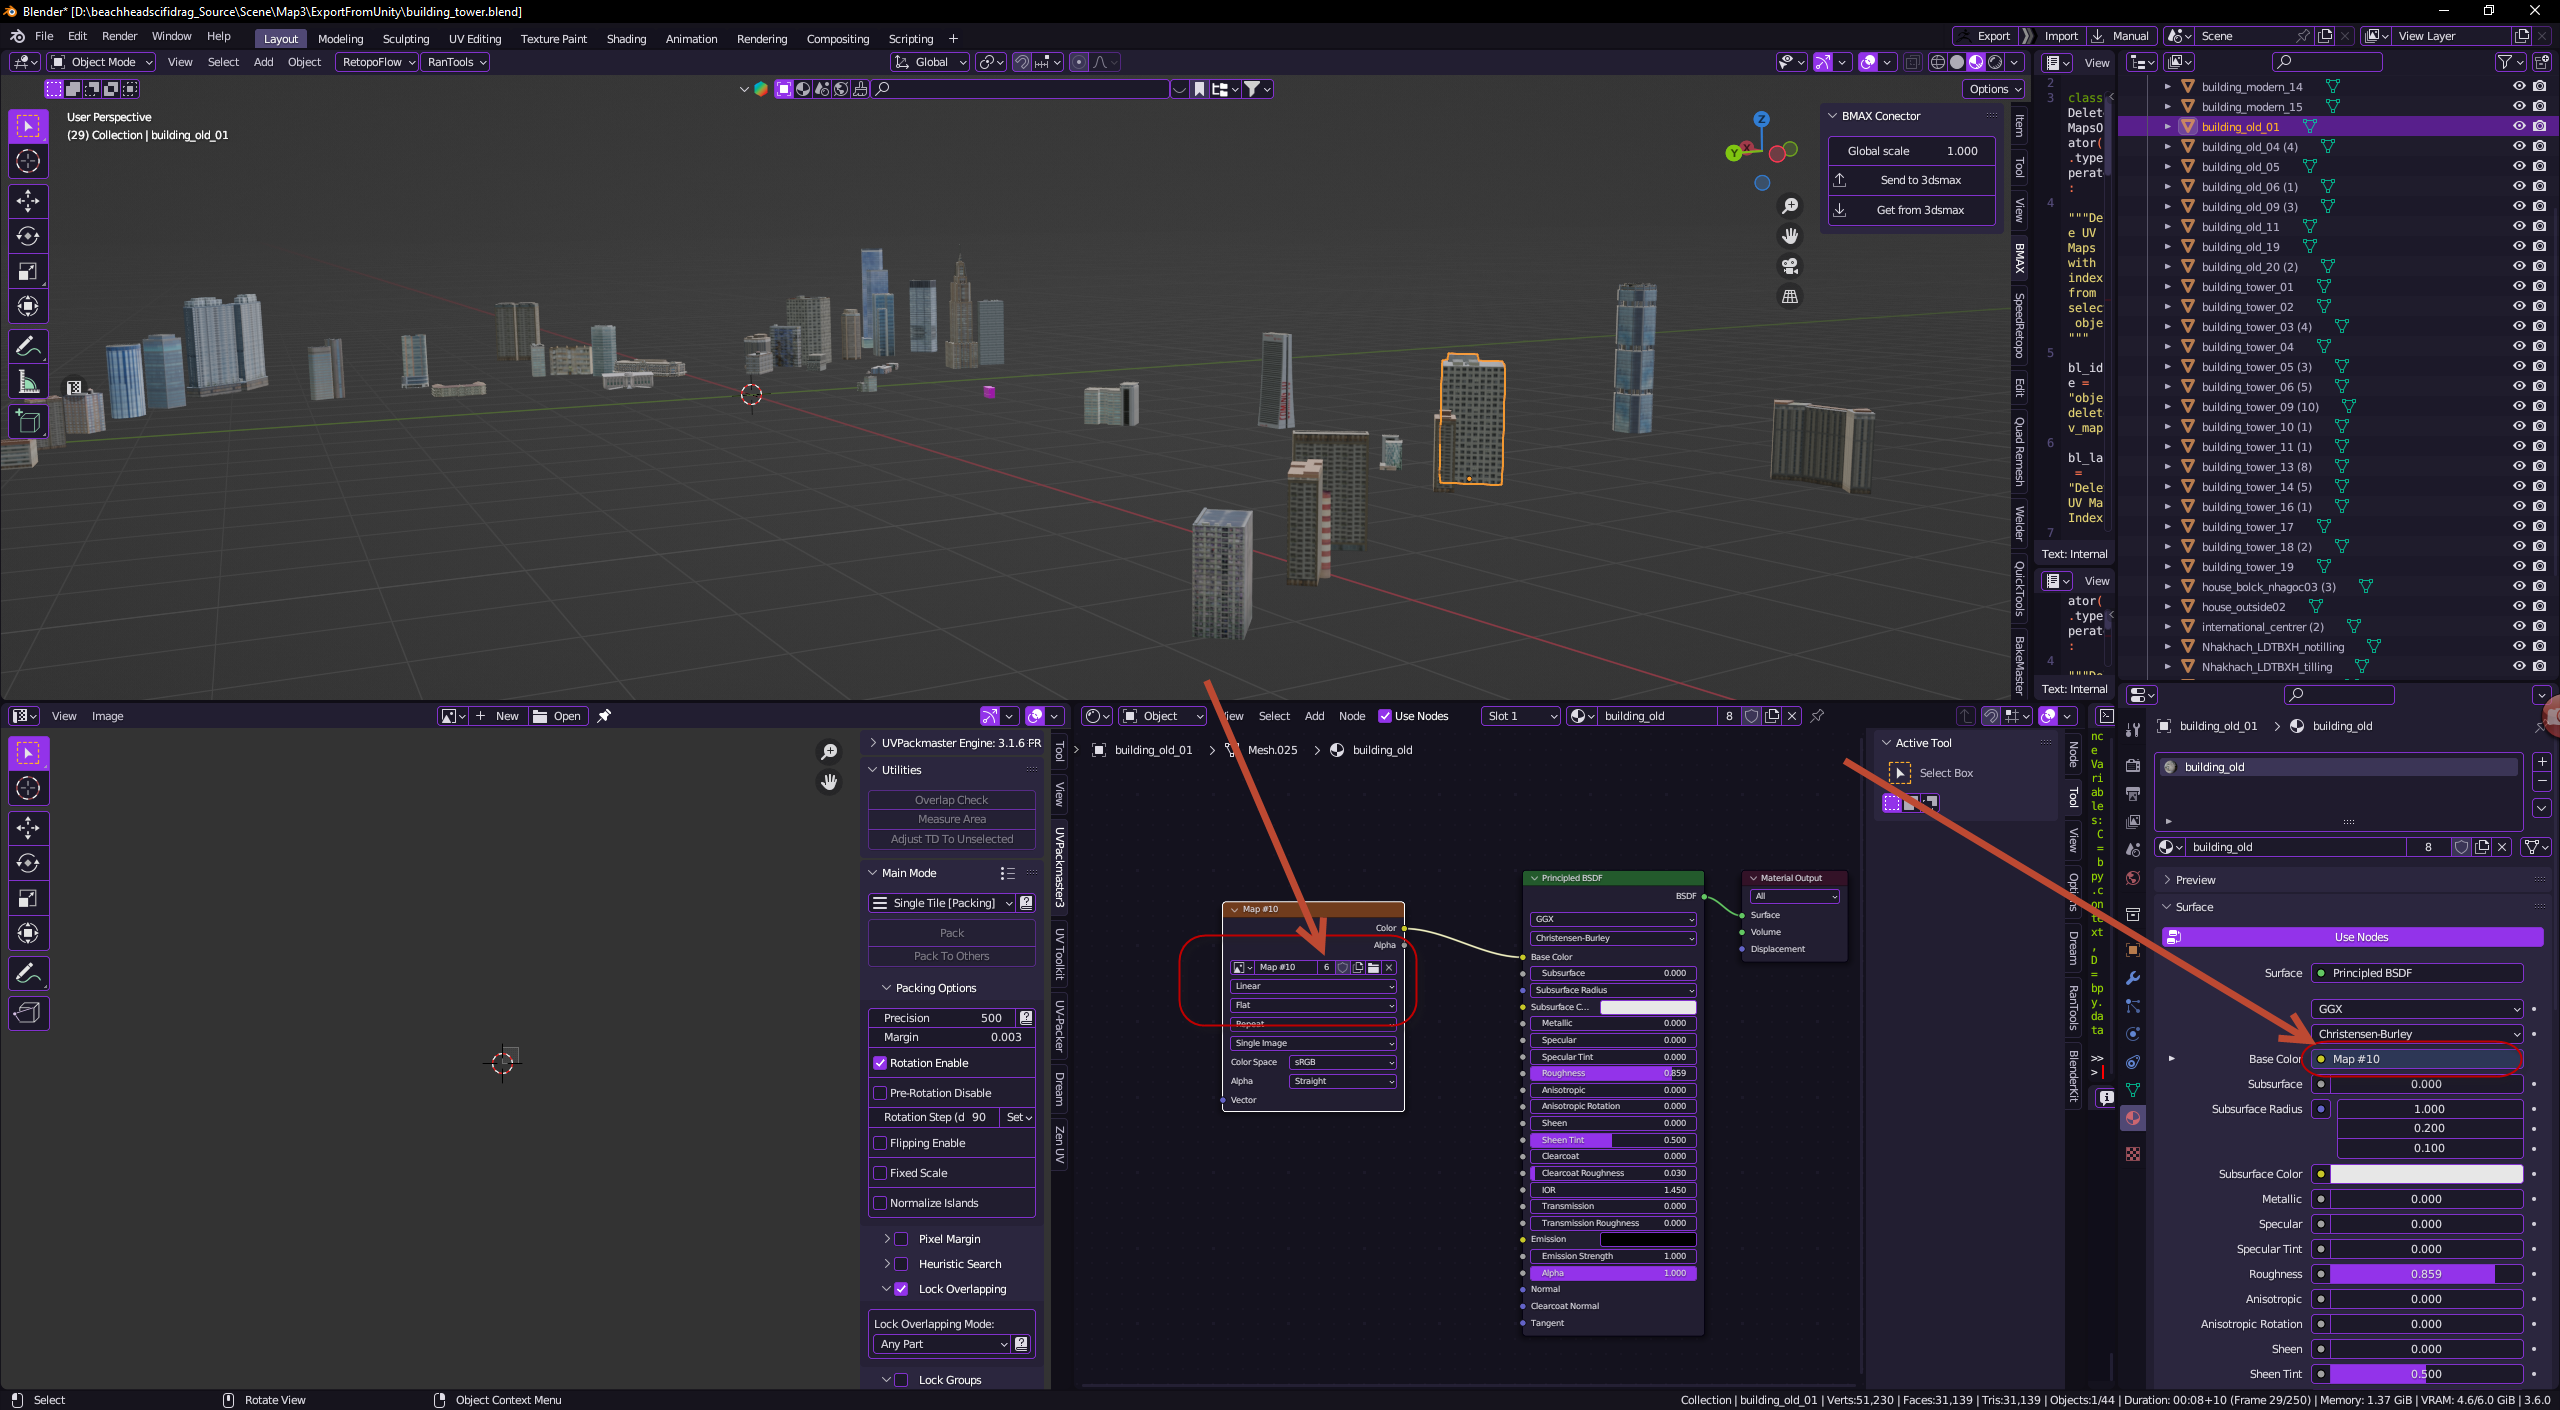 Blender* [D:\beachheadscifidrag_Source\Scene\Map3\ExportFromUnity\building_tower.blend]
File Edit Render Window Help Layout Modeling Sculpting UV Editing Texture Paint Shading Animation Rendering Compositing Scripting + Export Import Manual Scene View Layer
Object Mode View Select Add Object RetopoFlow RanTools Global View
Options
User Perspective
(29) Collection | building_old_01
BMAX Conector
Global scale 1.000
Send to 3dsmax
Get from 3dsmax
Z
Y
X
Item
Tool
View
BMAX
SpeedRetopo
Edit
Quad Remesh
Welder
QuickTools
BakeMaster
2
3 class
Delet
MapsO
ator(
.type
perat
:
4
"""De
e UV
Maps
with
index
from
selec
obje
"""
5
bl_id
e =
"obje
delet
v_map
6
bl_la
=
"Dele
UV Ma
Index
7
Text: Internal
View
ator(
.type
perat
:
4
Text: Internal
building_modern_14
building_modern_15
building_old_01
building_old_04 (4)
building_old_05
building_old_06 (1)
building_old_09 (3)
building_old_11
building_old_19
building_old_20 (2)
building_tower_01
building_tower_02
building_tower_03 (4)
building_tower_04
building_tower_05 (3)
building_tower_06 (5)
building_tower_09 (10)
building_tower_10 (1)
building_tower_11 (1)
building_tower_13 (8)
building_tower_14 (5)
building_tower_16 (1)
building_tower_17
building_tower_18 (2)
building_tower_19
house_bolck_nhagoc03 (3)
house_outside02
international_centrer (2)
Nhakhach_LDTBXH_notilling
Nhakhach_LDTBXH_tilling
View Image + New Open
UVPackmaster Engine: 3.1.6 PR
Utilities
Overlap Check
Measure Area
Adjust TD To Unselected
Main Mode
Single Tile [Packing]
Pack
Pack To Others
Packing Options
Precision 500
Margin 0.003
Rotation Enable
Pre-Rotation Disable
Rotation Step (d 90 Set
Flipping Enable
Fixed Scale
Normalize Islands
Pixel Margin
Heuristic Search
Lock Overlapping
Lock Overlapping Mode:
Any Part
Lock Groups
Tool
View
UVPackmaster3
UV Toolkit
UV-Packer
Dream
Zen UV
Object View Select Add Node Use Nodes Slot 1 building_old 8
building_old_01 > Mesh.025 > building_old
Map #10
Color
Alpha
Map #10 6
Linear
Flat
Repeat
Single Image
Color Space sRGB
Alpha Straight
Vector
Principled BSDF
BSDF
GGX
Christensen-Burley
Base Color
Subsurface 0.000
Subsurface Radius
Subsurface C...
Metallic 0.000
Specular 0.000
Specular Tint 0.000
Roughness 0.859
Anisotropic 0.000
Anisotropic Rotation 0.000
Sheen 0.000
Sheen Tint 0.500
Clearcoat 0.000
Clearcoat Roughness 0.030
IOR 1.450
Transmission 0.000
Transmission Roughness 0.000
Emission
Emission Strength 1.000
Alpha 1.000
Normal
Clearcoat Normal
Tangent
Material Output
All
Surface
Volume
Displacement
Active Tool
Select Box
Node
Tool
View
Options
Dream
RanTools
BlenderKit
nc
e
Va
ri
ab
le
s:
C
=
b
py
.c
on
te
xt
,
D
=
bp
y.
da
ta
>>
>
building_old_01 > building_old
building_old
building_old 8
Preview
Surface
Use Nodes
Surface Principled BSDF
GGX
Christensen-Burley
Base Color Map #10
Subsurface 0.000
Subsurface Radius 1.000
0.200
0.100
Subsurface Color
Metallic 0.000
Specular 0.000
Specular Tint 0.000
Roughness 0.859
Anisotropic 0.000
Anisotropic Rotation 0.000
Sheen 0.000
Sheen Tint 0.500
Select Rotate View Object Context Menu
Collection | building_old_01 | Verts:51,230 | Faces:31,139 | Tris:31,139 | Objects:1/44 | Duration: 00:08+10 (Frame 29/250) | Memory: 1.37 GiB | VRAM: 4.6/6.0 GiB | 3.6.0